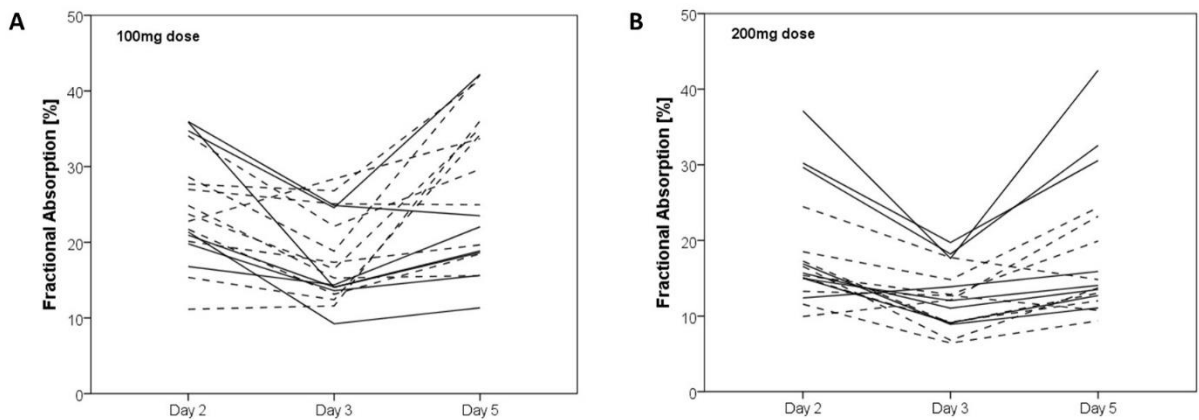 A
100mg dose
Fractional Absorption [%]
50
40
30
20
10
0
Day 2
Day 3
Day 5
B
200mg dose
Fractional Absorption [%]
50
40
30
20
10
0
Day 2
Day 3
Day 5